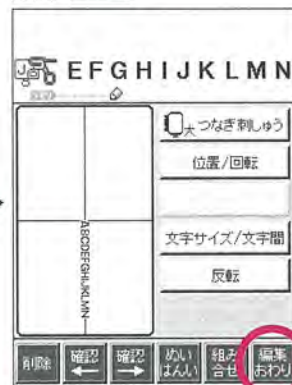 J
EFGHIJKLMN
大 つなぎ刺しゅう
位置/回転
ABCDEFGHIJKLMN
文字サイズ/文字間
反転
削除
確認
←
確認
→
ぬい
はんい
組み
合せ
編集
おわり